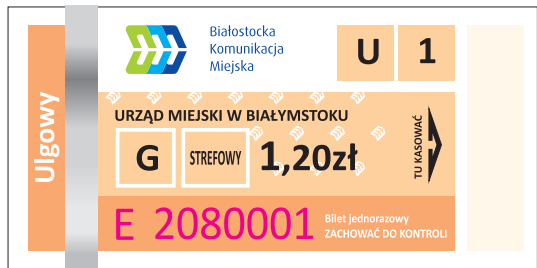 Ulgowy
Białostocka
Komunikacja
Miejska
U 1
URZĄD MIEJSKI W BIAŁYMSTOKU
G STREFOWY 1,20zł
TU KASOWAĆ
E 2080001
Bilet jednorazowy
ZACHOWAĆ DO KONTROLI